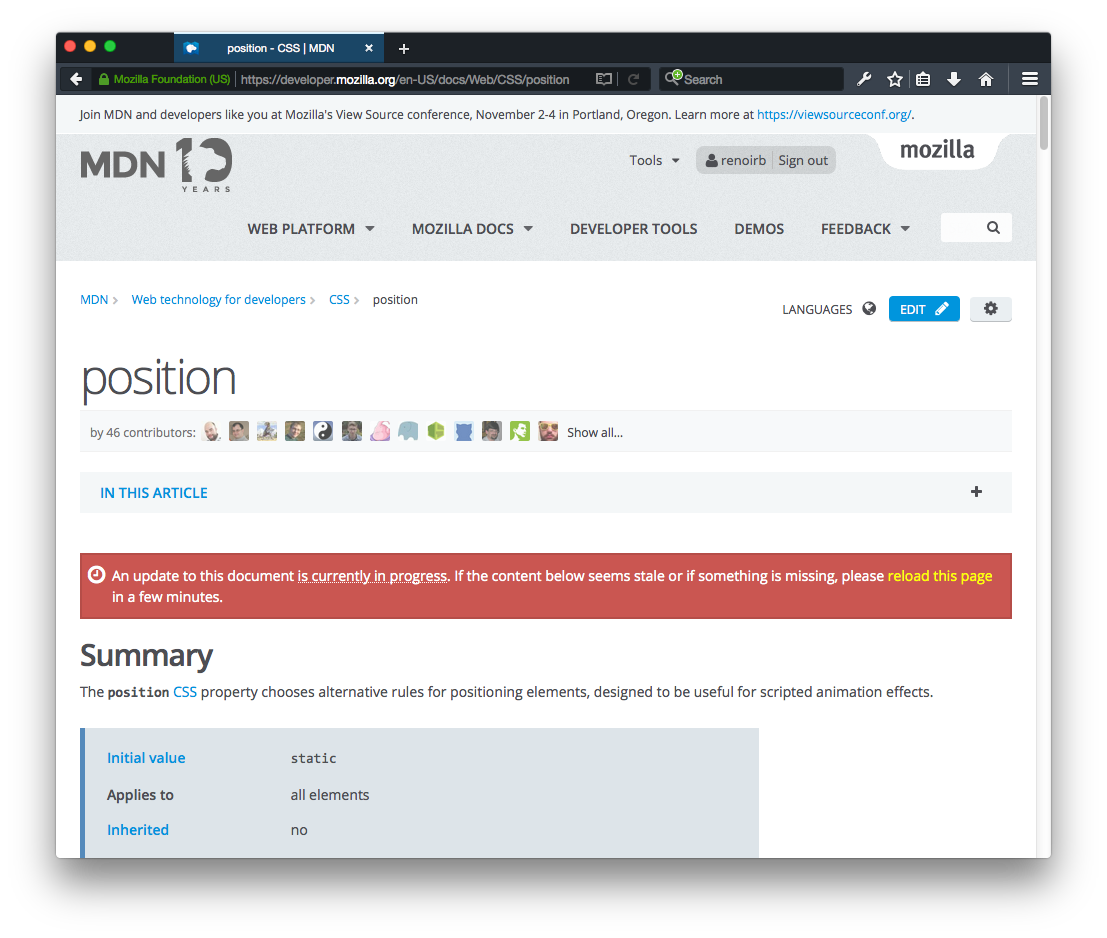 position - CSS | MDN
Mozilla Foundation (US) https://developer.mozilla.org/en-US/docs/Web/CSS/position Search
Join MDN and developers like you at Mozilla's View Source conference, November 2-4 in Portland, Oregon. Learn more at https://viewsourceconf.org/.
MDN 10
YEARS
Tools renoirb Sign out mozilla
WEB PLATFORM MOZILLA DOCS DEVELOPER TOOLS DEMOS FEEDBACK
MDN Web technology for developers CSS position
LANGUAGES EDIT
position
by 46 contributors: Show all...
IN THIS ARTICLE +
An update to this document is currently in progress. If the content below seems stale or if something is missing, please reload this page
in a few minutes.
Summary
The position CSS property chooses alternative rules for positioning elements, designed to be useful for scripted animation effects.
Initial value static
Applies to all elements
Inherited no